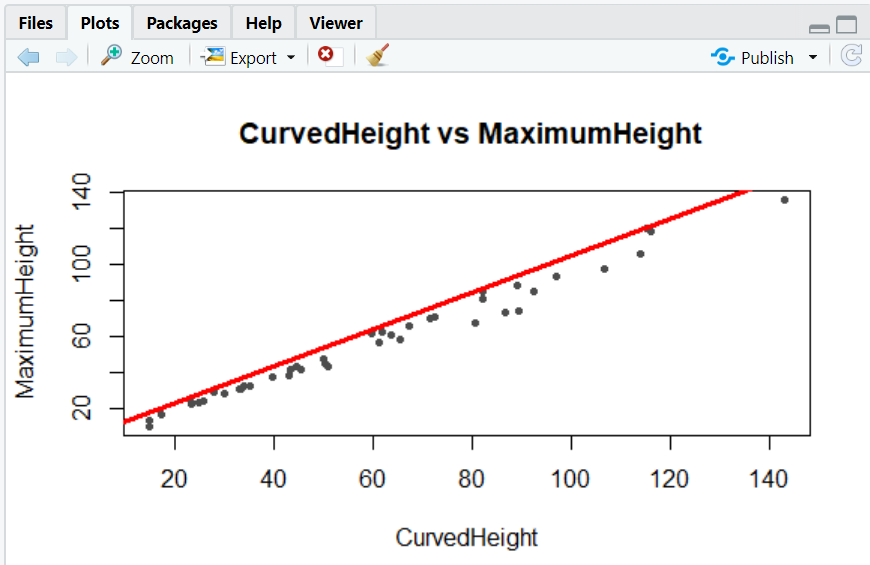 Files Plots Packages Help Viewer
Zoom Export Publish
CurvedHeight vs MaximumHeight
MaximumHeight
140
100
60
20
20 40 60 80 100 120 140
CurvedHeight